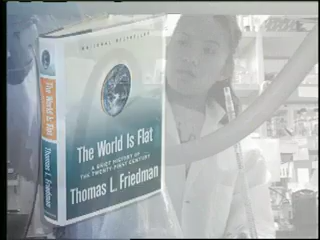 NATIONAL BESTSELLER
The World Is Flat
A BRIEF HISTORY OF
THE TWENTY-FIRST CENTURY
Thomas L. Friedman
The World Is Flat
Thomas L. Friedman